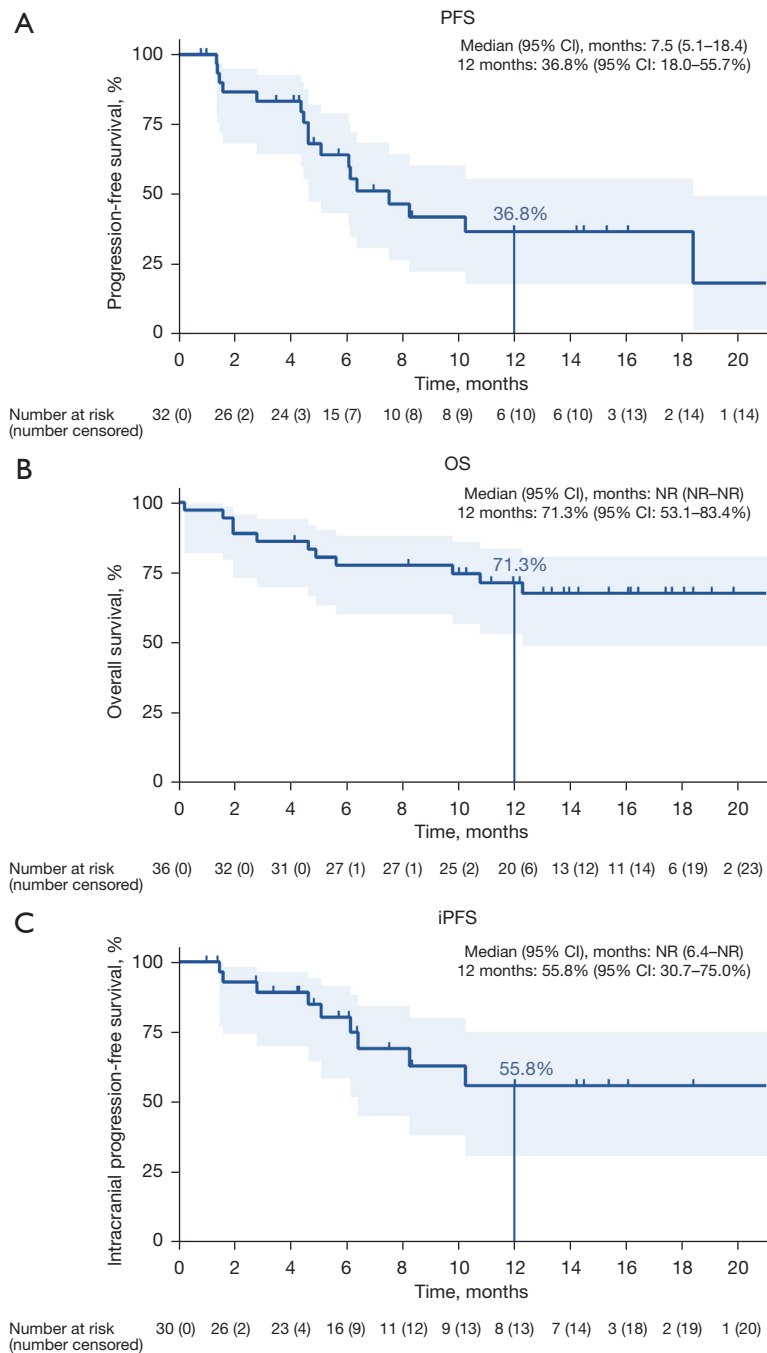 A
PFS
Median (95% CI), months: 7.5 (5.1–18.4)
12 months: 36.8% (95% CI: 18.0–55.7%)
Progression-free survival, %
100
75
50
25
0
36.8%
0 2 4 6 8 10 12 14 16 18 20
Time, months
Number at risk
(number censored)
32 (0) 26 (2) 24 (3) 15 (7) 10 (8) 8 (9) 6 (10) 6 (10) 3 (13) 2 (14) 1 (14)
B
OS
Median (95% CI), months: NR (NR–NR)
12 months: 71.3% (95% CI: 53.1–83.4%)
Overall survival, %
100
75
50
25
0
71.3%
0 2 4 6 8 10 12 14 16 18 20
Time, months
Number at risk
(number censored)
36 (0) 32 (0) 31 (0) 27 (1) 27 (1) 25 (2) 20 (6) 13 (12) 11 (14) 6 (19) 2 (23)
C
iPFS
Median (95% CI), months: NR (6.4–NR)
12 months: 55.8% (95% CI: 30.7–75.0%)
Intracranial progression-free survival, %
100
75
50
25
0
55.8%
0 2 4 6 8 10 12 14 16 18 20
Time, months
Number at risk
(number censored)
30 (0) 26 (2) 23 (4) 16 (9) 11 (12) 9 (13) 8 (13) 7 (14) 3 (18) 2 (19) 1 (20)